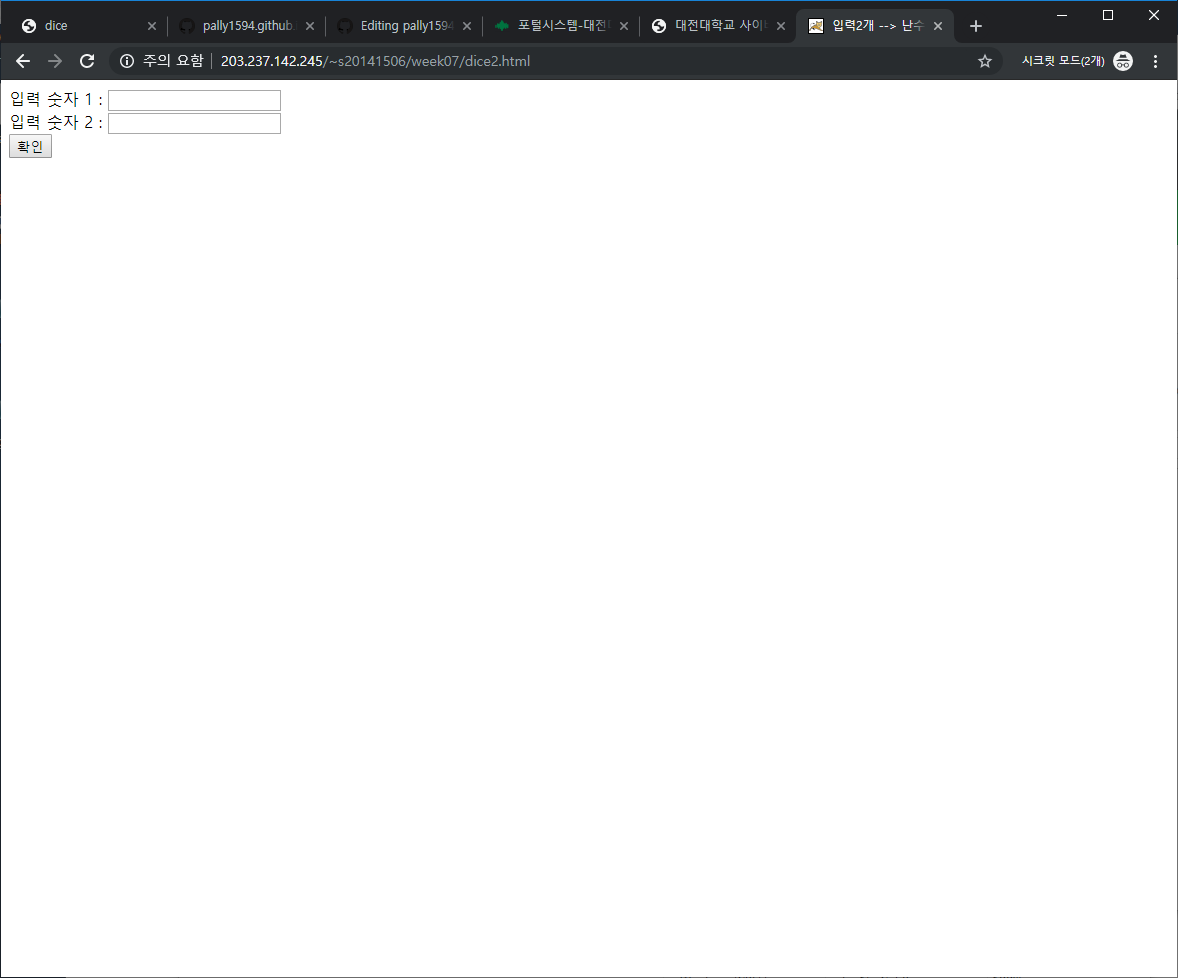 dice
pally1594.github.
Editing pally1594
포털시스템-대전
대전대학교 사이
입력2개 --> 난수
주의 요함
203.237.142.245/~s20141506/week07/dice2.html
시크릿 모드(2개)
입력 숫자 1 :
입력 숫자 2 :
확인